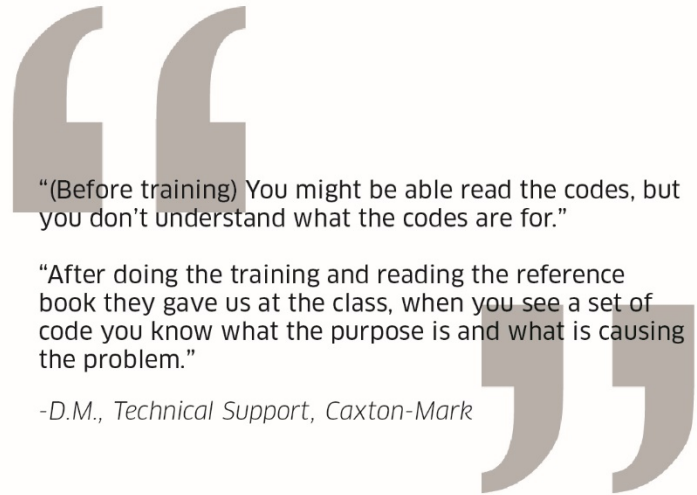 “(Before training) You might be able read the codes, but
you don’t understand what the codes are for.”
“After doing the training and reading the reference
book they gave us at the class, when you see a set of
code you know what the purpose is and what is causing
the problem.”
-D.M., Technical Support, Caxton-Mark